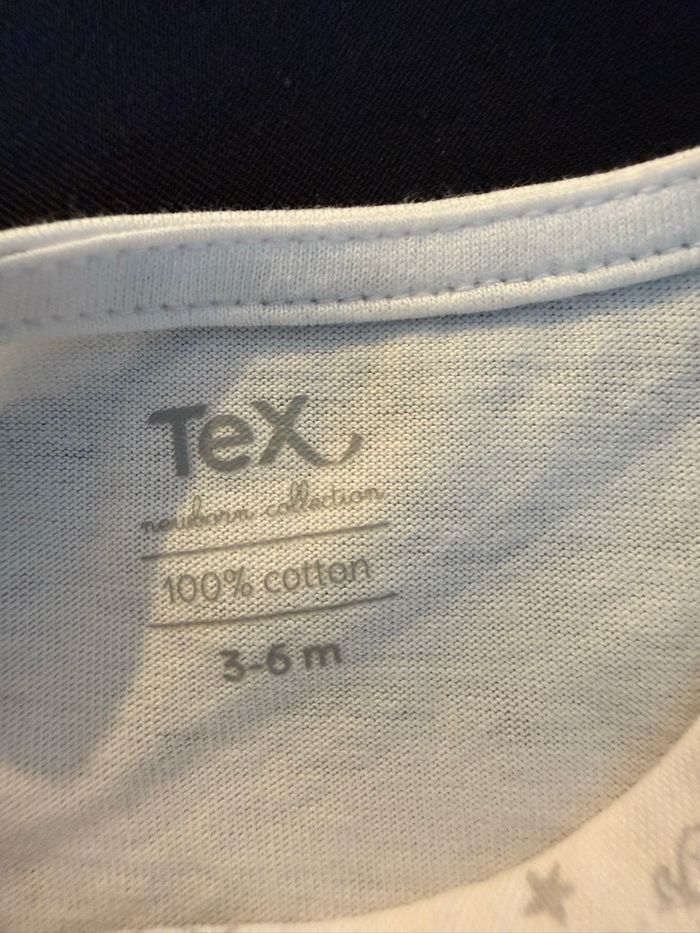 Tex
newborn collection
100% cotton
3-6 m